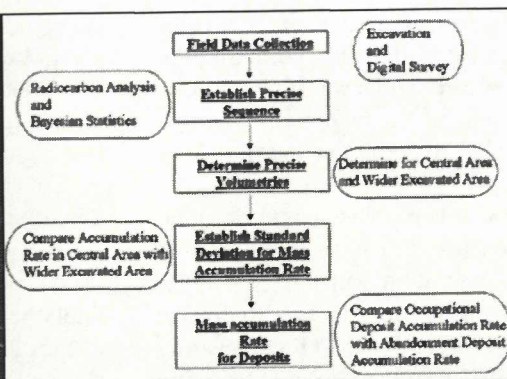 Field Data Collection
Excavation
and
Digital Survey
Radiocarbon Analysis
and
Bayesian Statistics
Establish Precise
Sequence
Determine Precise
Volumetrics
Determine for Central Area
and Wider Excavated Area
Compare Accumulation
Rate in Central Area with
Wider Excavated Area
Establish Standard
Deviation for Mass
Accumulation Rate
Mass accumulation
Rate
for Deposits
Compare Occupational
Deposit Accumulation Rate
with Abandonment Deposit
Accumulation Rate